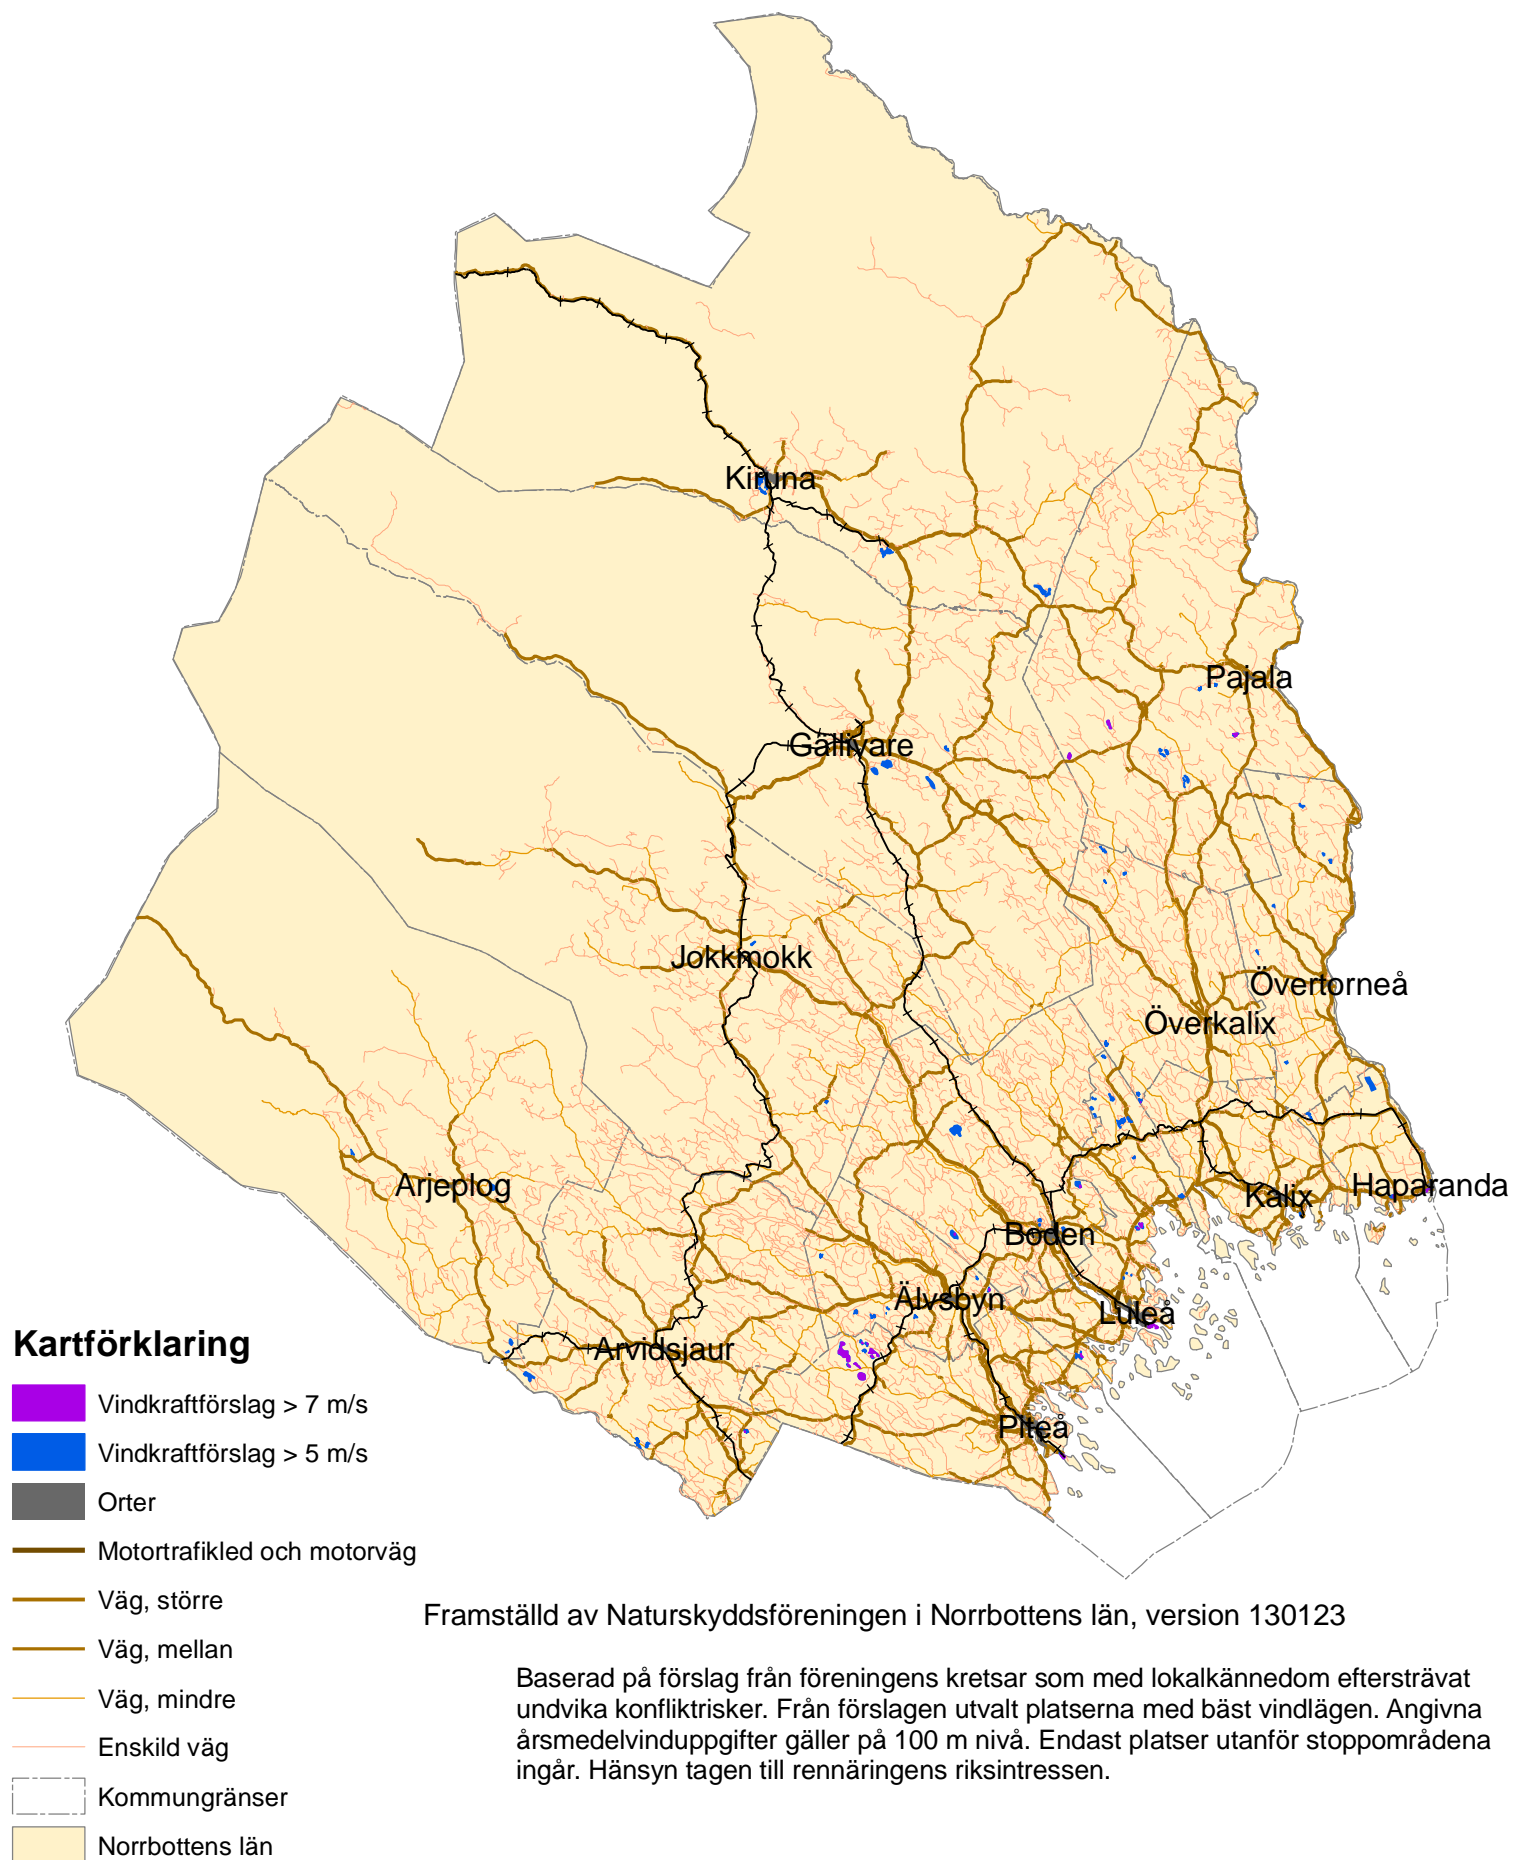 Kiruna
Pajala
Gällivare
Jokkmokk
Övertorneå
Överkalix
Arjeplog
Kalix
Haparanda
Boden
Älvsbyn
Luleå
Arvidsjaur
Piteå
Kartförklaring
Vindkraftförslag > 7 m/s
Vindkraftförslag > 5 m/s
Orter
Motortrafikled och motorväg
Väg, större
Väg, mellan
Väg, mindre
Enskild väg
Kommungränser
Norrbottens län
Framställd av Naturskyddsföreningen i Norrbottens län, version 130123
Baserad på förslag från föreningens kretsar som med lokalkännedom eftersträvat
undvika konfliktrisker. Från förslagen utvalt platserna med bäst vindlägen. Angivna
årsmedelvinduppgifter gäller på 100 m nivå. Endast platser utanför stoppområdena
ingår. Hänsyn tagen till rennäringens riksintressen.